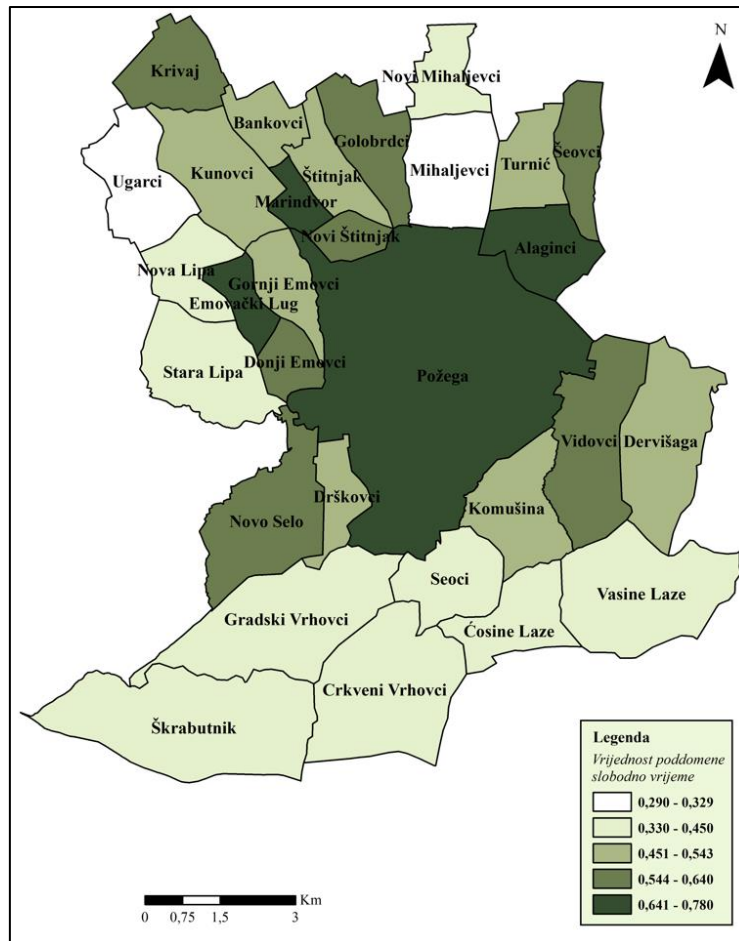 N
Krivaj
Novi Mihaljevci
Bankovci
Golobrdci
Šeovci
Ugarci
Kunovci
Štitnjak
Mihaljevci
Turnić
Marindvor
Novi Štitnjak
Alaginci
Nova Lipa
Gornji Emovci
Emovački Lug
Donji Emovci
Stara Lipa
Požega
Vidovci
Dervišaga
Drškovci
Komušina
Novo Selo
Seoci
Vasine Laze
Gradski Vrhovci
Ćosine Laze
Crkveni Vrhovci
Škrabutnik
Legenda
Vrijednost poddomene
slobodno vrijeme
0,290 - 0,329
0,330 - 0,450
0,451 - 0,543
0,544 - 0,640
0,641 - 0,780
Km
0 0,75 1,5 3